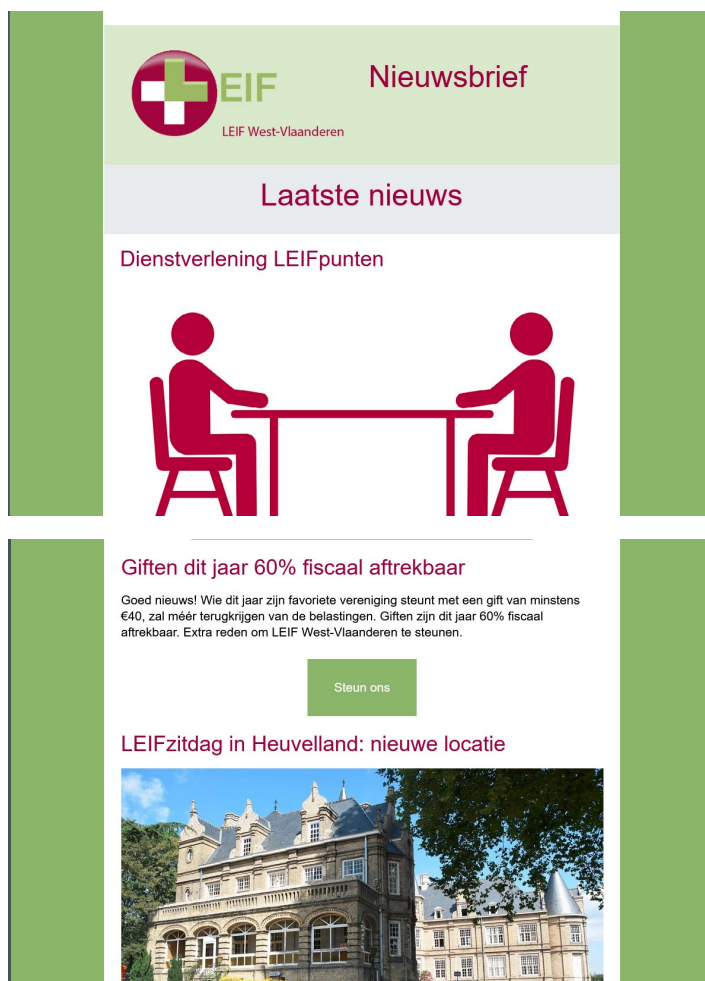 LEIF
Nieuwsbrief
LEIF West-Vlaanderen
Laatste nieuws
Dienstverlening LEIFpunten
Giften dit jaar 60% fiscaal aftrekbaar
Goed nieuws! Wie dit jaar zijn favoriete vereniging steunt met een gift van minstens
€40, zal méér terugkrijgen van de belastingen. Giften zijn dit jaar 60% fiscaal
aftrekbaar. Extra reden om LEIF West-Vlaanderen te steunen.
Steun ons
LEIFzitdag in Heuvelland: nieuwe locatie